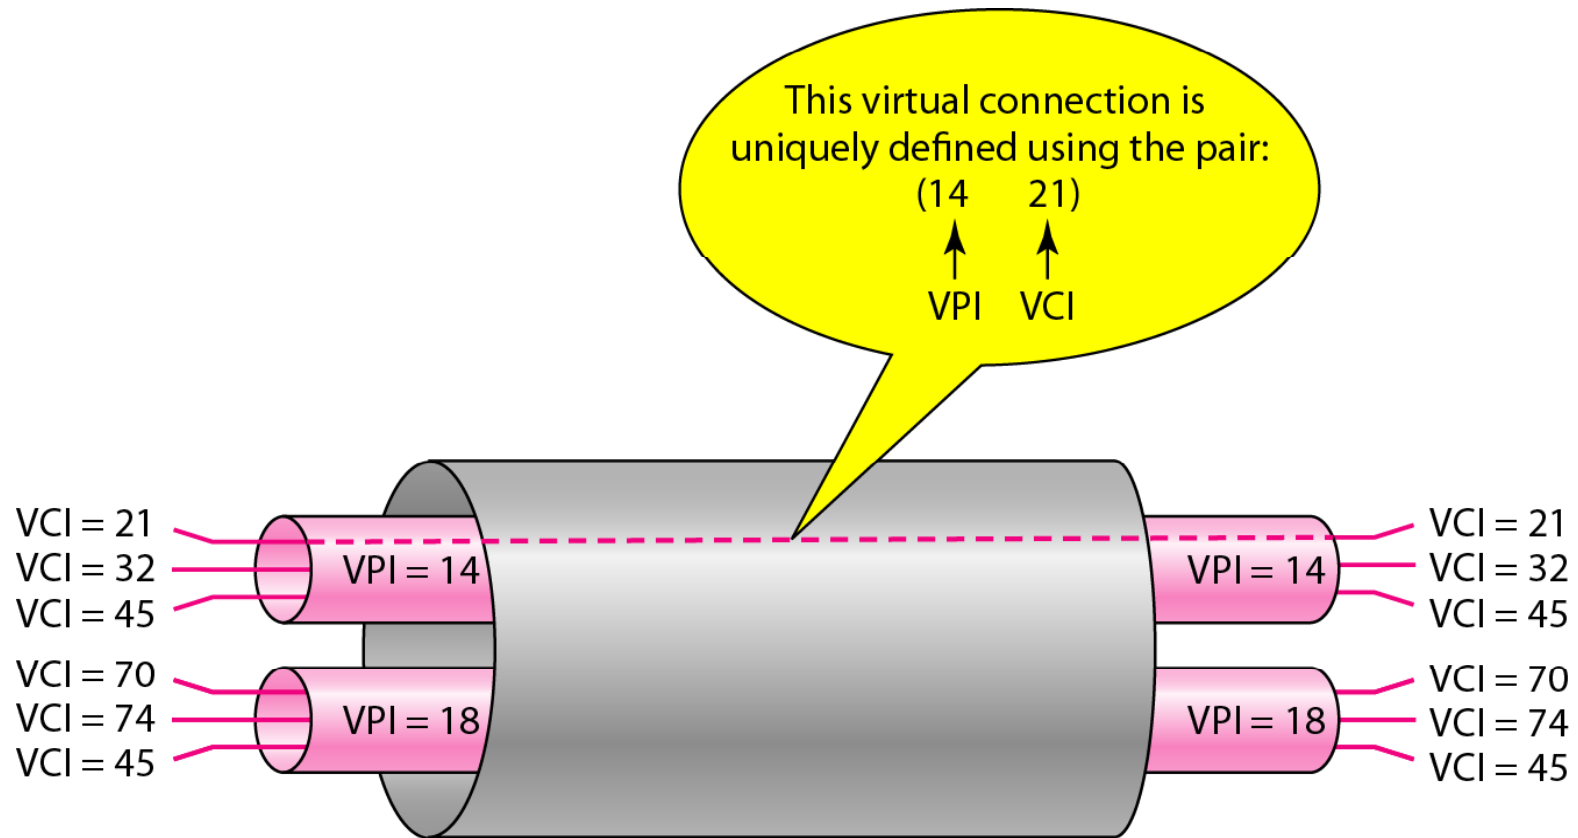 This virtual connection is
uniquely defined using the pair:
(14 21)
VPI VCI
VCI = 21
VCI = 32
VCI = 45
VPI = 14
VPI = 14
VCI = 21
VCI = 32
VCI = 45
VCI = 70
VCI = 74
VCI = 45
VPI = 18
VPI = 18
VCI = 70
VCI = 74
VCI = 45